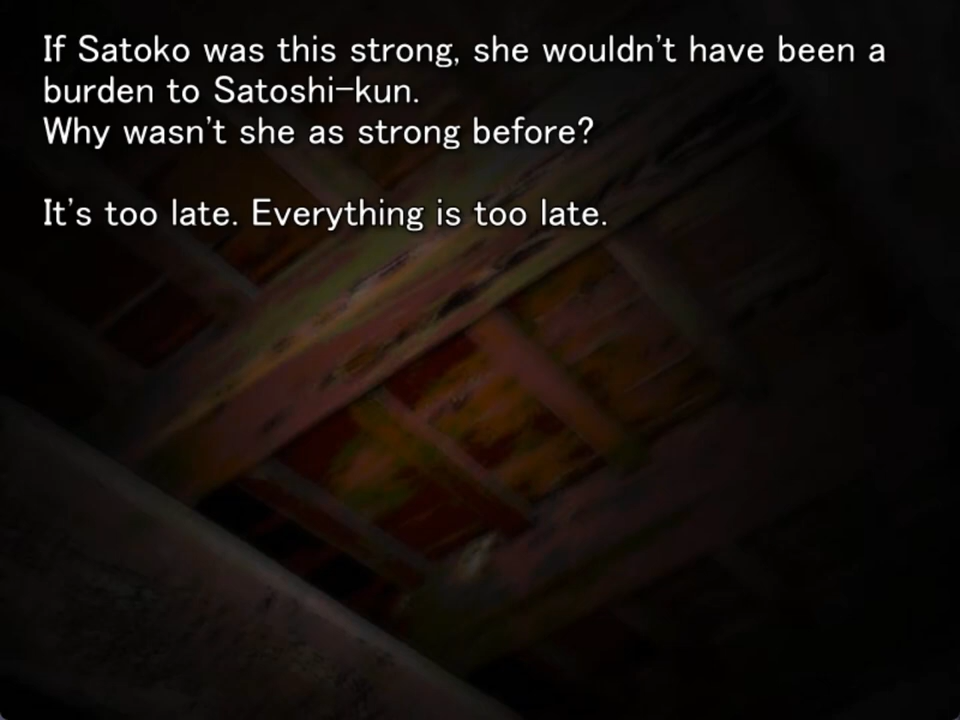 If Satoko was this strong, she wouldn't have been a
burden to Satoshi-kun.
Why wasn't she as strong before?
It's too late. Everything is too late.